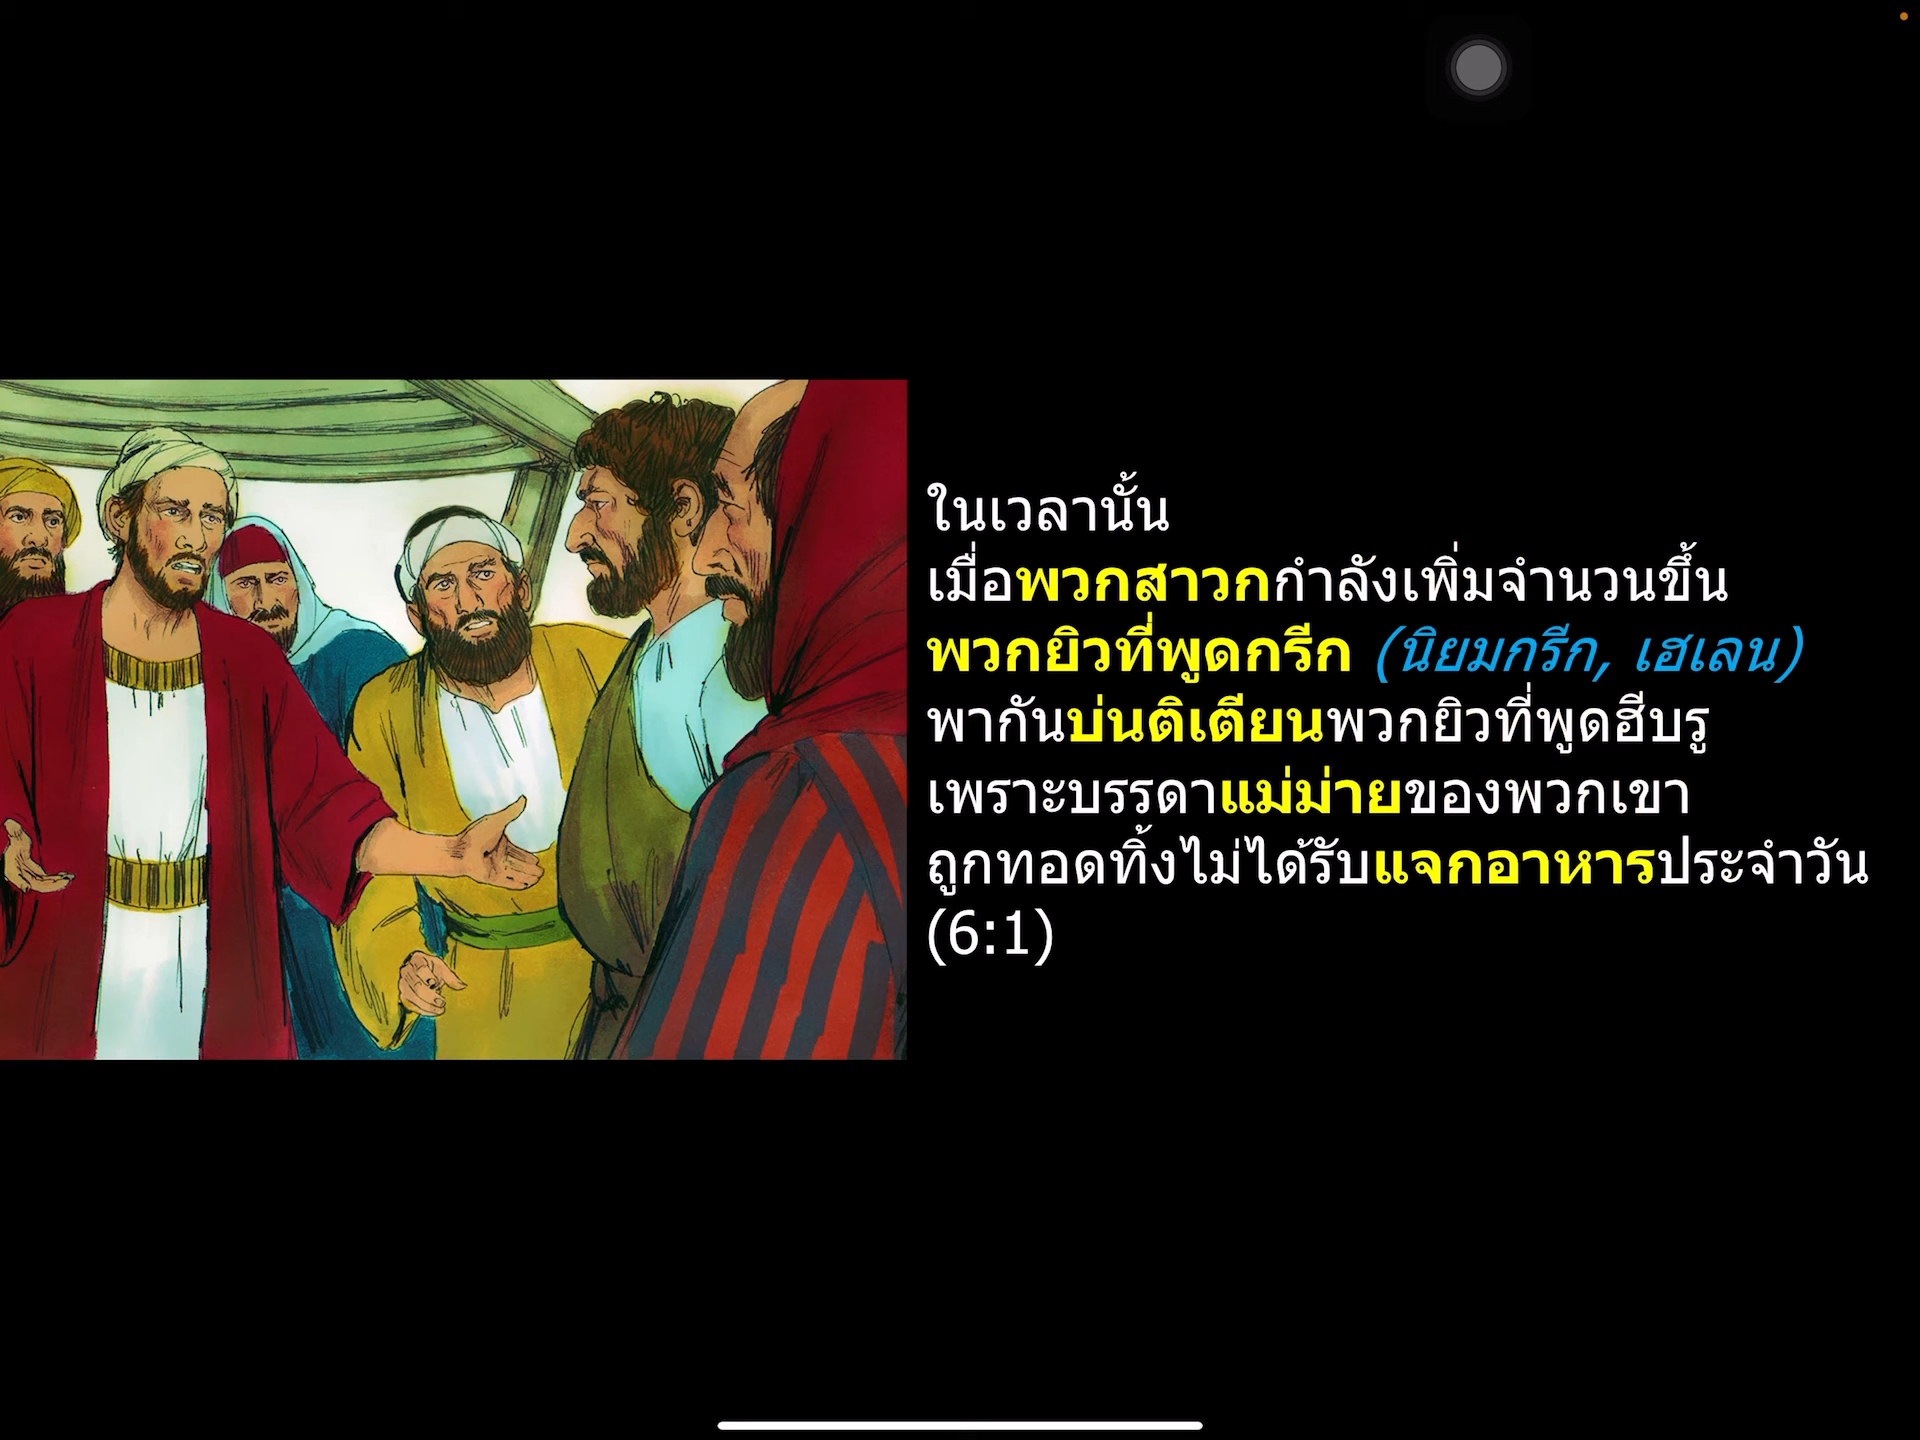 ในเวลานั้น
เมื่อพวกสาวกกำลังเพิ่มจำนวนขึ้น
พวกยิวที่พูดกรีก (นิยมกรีก, เฮเลน)
พากันบ่นติเตียนพวกยิวที่พูดฮีบรู
เพราะบรรดาแม่ม่ายของพวกเขา
ถูกทอดทิ้งไม่ได้รับแจกอาหารประจำวัน
(6:1)